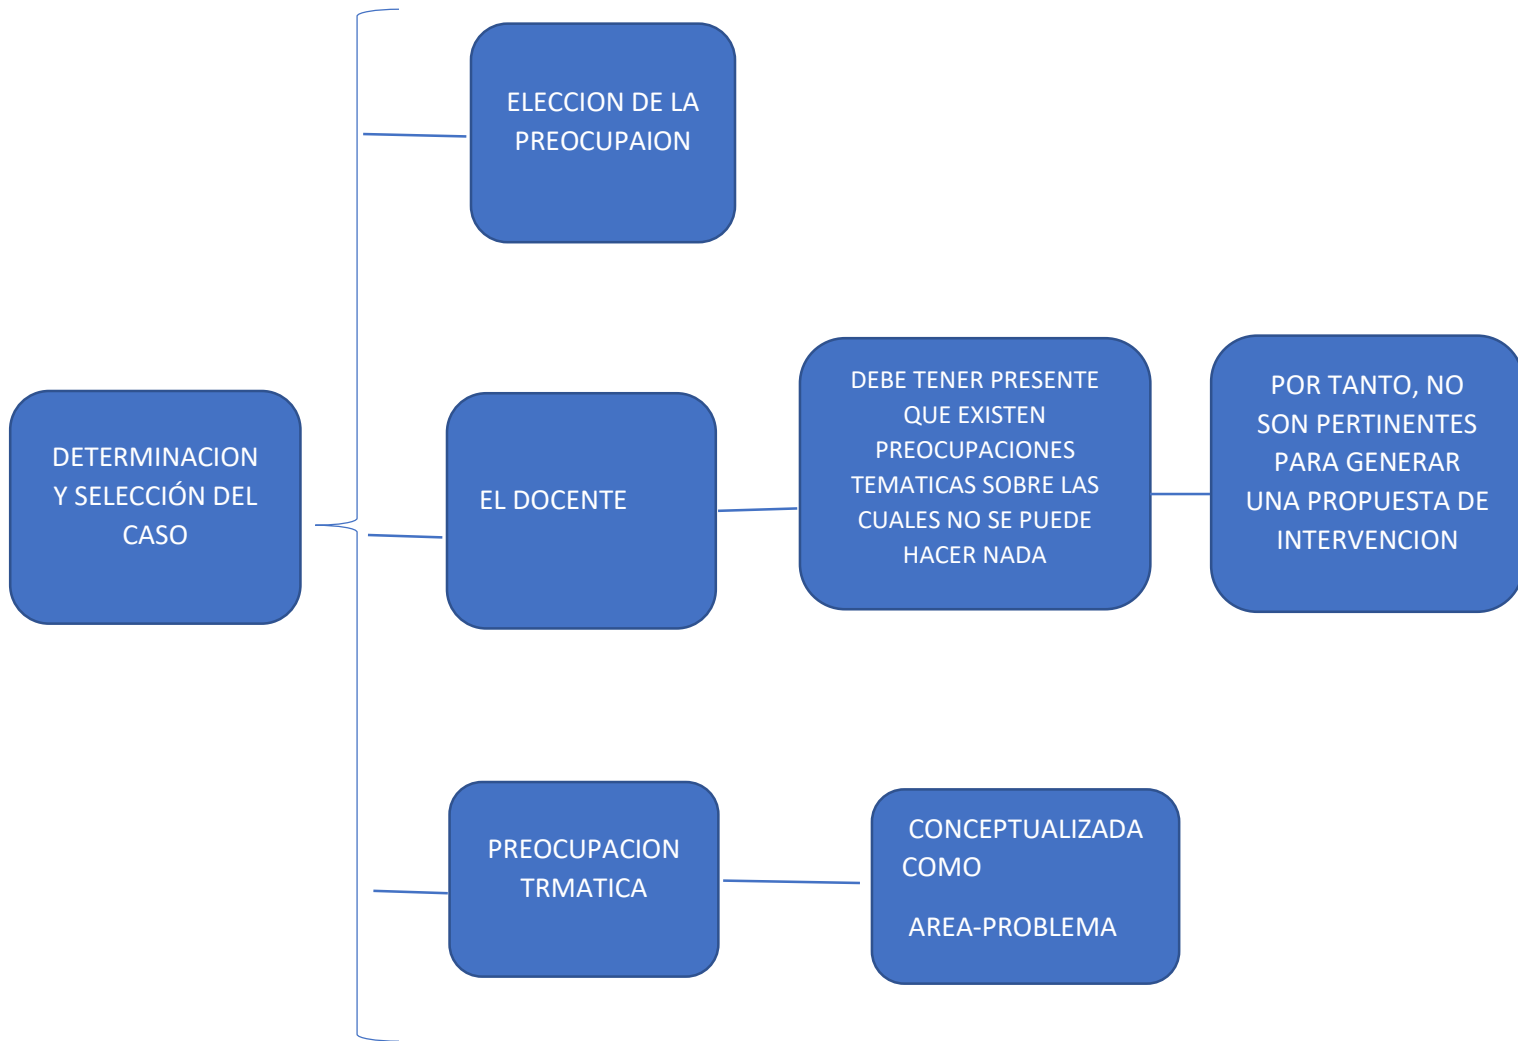 ELECCION DE LA
PREOCUPAION
DETERMINACION
Y SELECCIÓN DEL
CASO
EL DOCENTE
DEBE TENER PRESENTE
QUE EXISTEN
PREOCUPACIONES
TEMATICAS SOBRE LAS
CUALES NO SE PUEDE
HACER NADA
POR TANTO, NO
SON PERTINENTES
PARA GENERAR
UNA PROPUESTA DE
INTERVENCION
PREOCUPACION
TRMATICA
CONCEPTUALIZADA
COMO
AREA-PROBLEMA